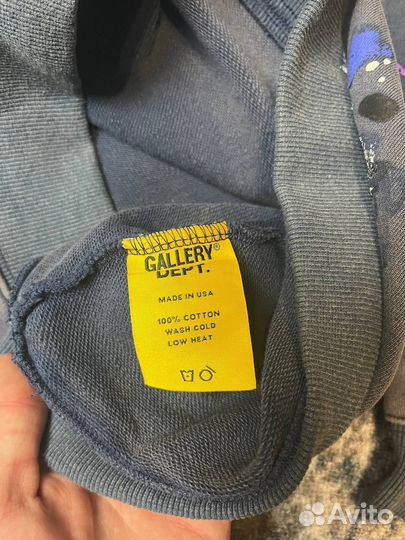 GALLERY®
DEPT.
MADE IN USA
100% COTTON
WASH COLD
LOW HEAT
Avito